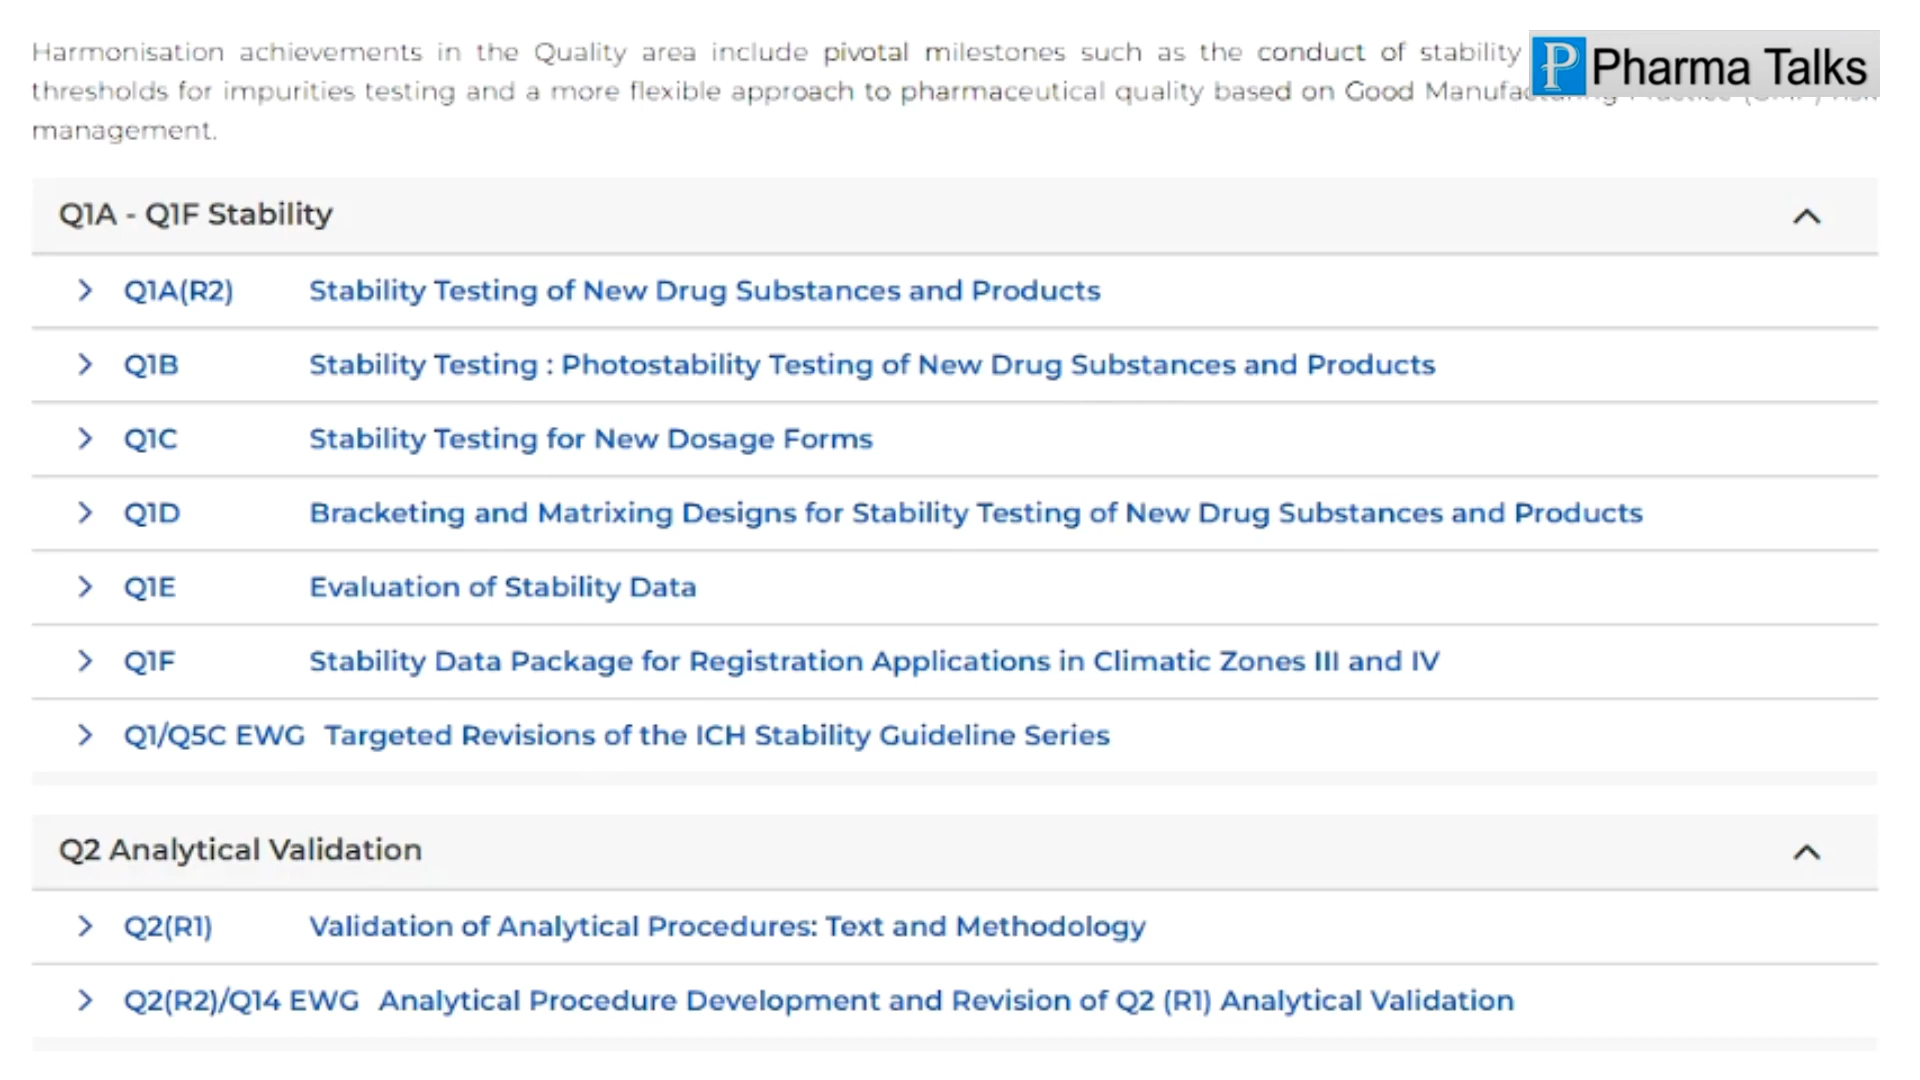 Harmonisation achievements in the Quality area include pivotal milestones such as the conduct of stability
Pharma Talks
thresholds for impurities testing and a more flexible approach to pharmaceutical quality based on Good
management.
Q1A - Q1F Stability
Q1A(R2) Stability Testing of New Drug Substances and Products
Q1B Stability Testing : Photostability Testing of New Drug Substances and Products
Q1C Stability Testing for New Dosage Forms
Q1D Bracketing and Matrixing Designs for Stability Testing of New Drug Substances and Products
Q1E Evaluation of Stability Data
Q1F Stability Data Package for Registration Applications in Climatic Zones III and IV
Q1/Q5C EWG Targeted Revisions of the ICH Stability Guideline Series
Q2 Analytical Validation
Q2(R1) Validation of Analytical Procedures: Text and Methodology
Q2(R2)/Q14 EWG Analytical Procedure Development and Revision of Q2 (R1) Analytical Validation